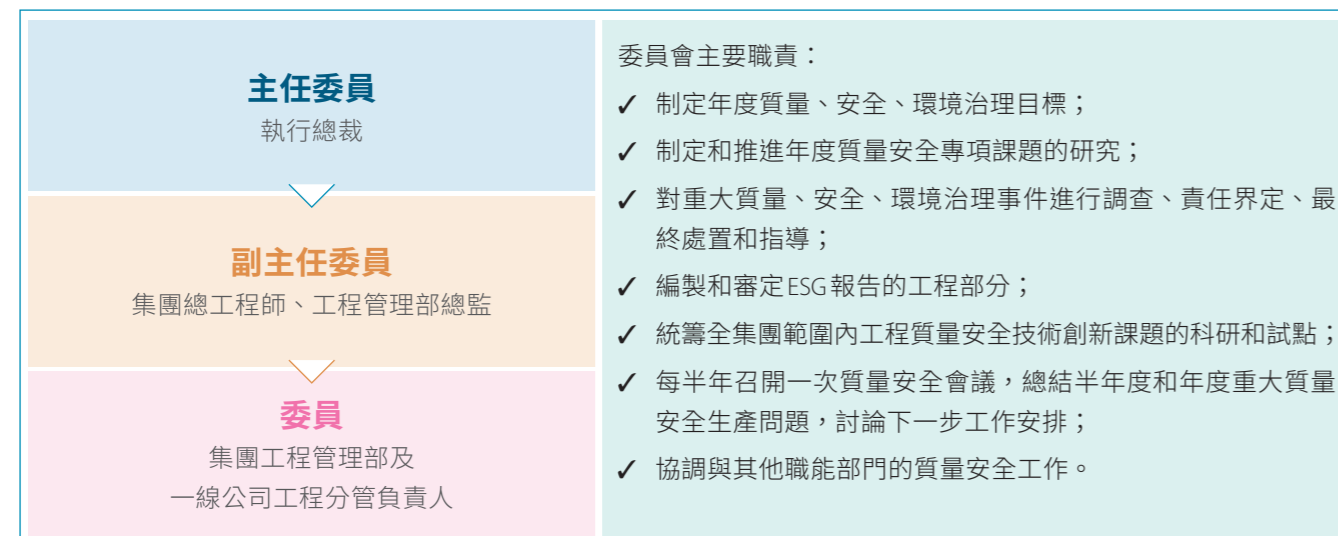 主任委員
執行總裁
副主任委員
集團總工程師、工程管理部總監
委員
集團工程管理部及
一線公司工程分管負責人
委員會主要職責：
✓ 制定年度質量、安全、環境治理目標；
✓ 制定和推進年度質量安全專項課題的研究；
✓ 對重大質量、安全、環境治理事件進行調查、責任界定、最
終處置和指導；
✓ 編製和審定ESG報告的工程部分；
✓ 統籌全集團範圍內工程質量安全技術創新課題的科研和試點；
✓ 每半年召開一次質量安全會議，總結半年度和年度重大質量
安全生產問題，討論下一步工作安排；
✓ 協調與其他職能部門的質量安全工作。